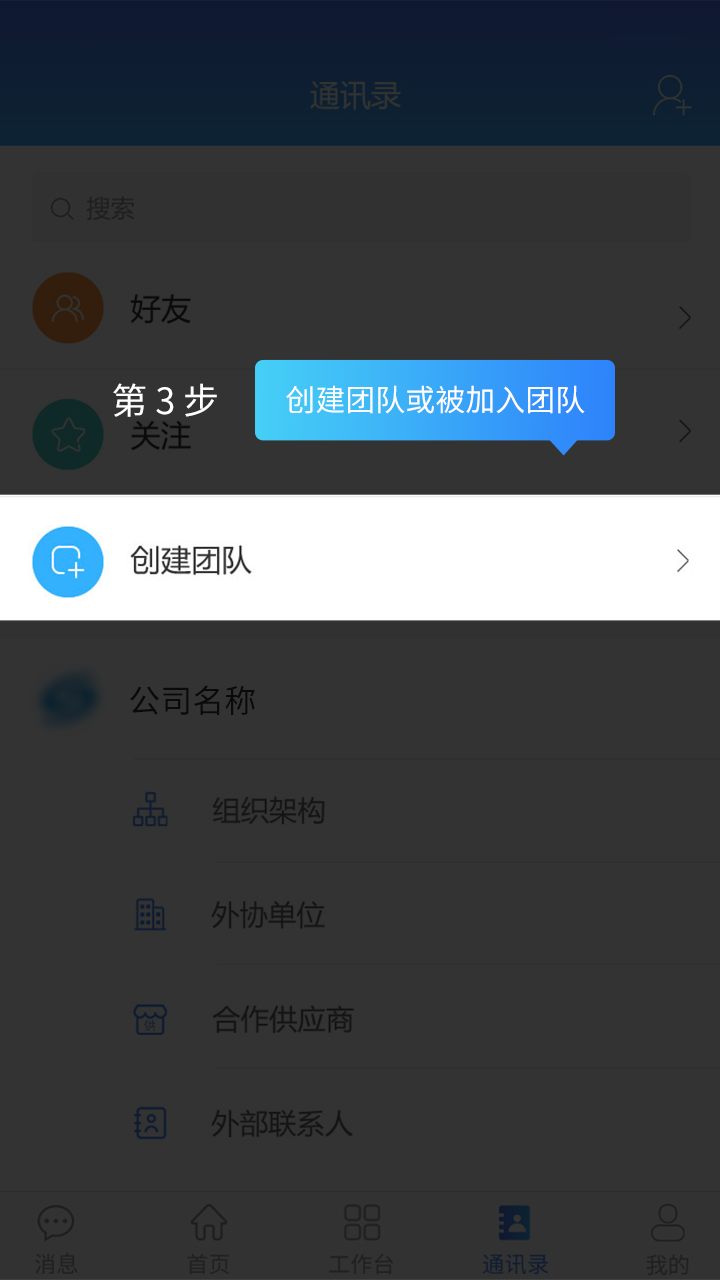 通讯录
搜索
好友
第 3 步
创建团队或被加入团队
关注
创建团队
公司名称
组织架构
外协单位
供
合作供应商
外部联系人
消息
首页
工作台
通讯录
我的